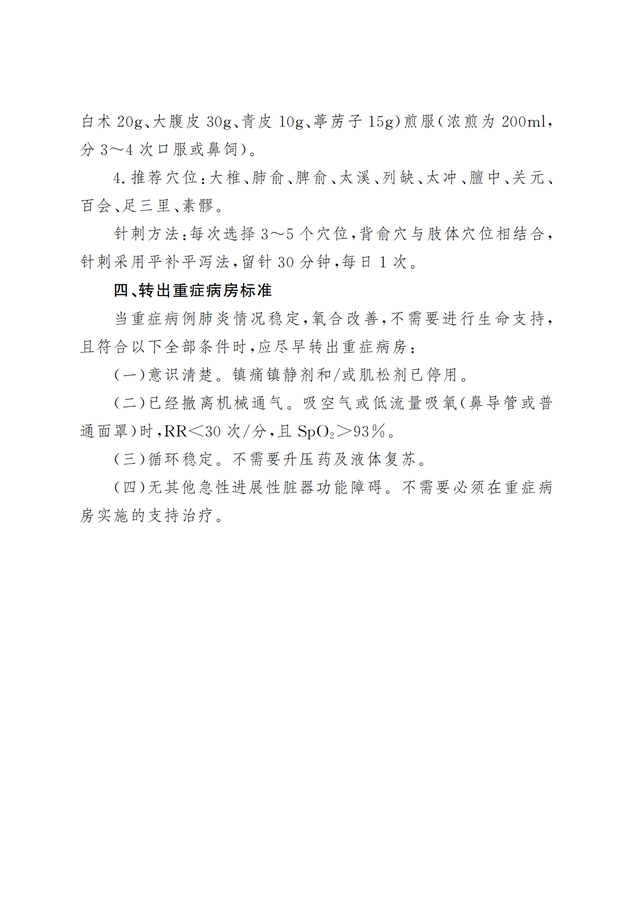 白术 20g、大腹皮 30g、青皮 10g、葶苈子 15g)煎服(浓煎为 200ml,
分 3～4 次口服或鼻饲)。
4. 推荐穴位:大椎、肺俞、脾俞、太溪、列缺、太冲、膻中、关元、
百会、足三里、素髎。
针刺方法:每次选择 3～5 个穴位,背俞穴与肢体穴位相结合,
针刺采用平补平泻法,留针 30 分钟,每日 1 次。
四、转出重症病房标准
当重症病例肺炎情况稳定,氧合改善,不需要进行生命支持,
且符合以下全部条件时,应尽早转出重症病房:
(一)意识清楚。镇痛镇静剂和/或肌松剂已停用。
(二)已经撤离机械通气。吸空气或低流量吸氧(鼻导管或普
通面罩)时,RR＜30 次/分,且 SpO₂＞93%。
(三)循环稳定。不需要升压药及液体复苏。
(四)无其他急性进展性脏器功能障碍。不需要必须在重症病
房实施的支持治疗。